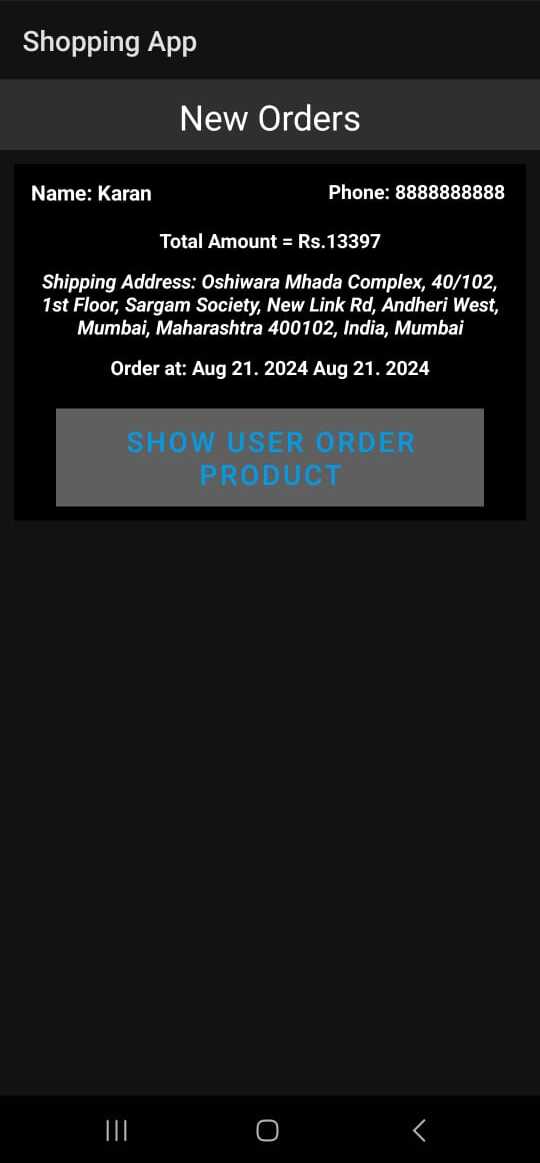 Shopping App
New Orders
Name: Karan
Phone: 8888888888
Total Amount = Rs.13397
Shipping Address: Oshiwara Mhada Complex, 40/102,
1st Floor, Sargam Society, New Link Rd, Andheri West,
Mumbai, Maharashtra 400102, India, Mumbai
Order at: Aug 21. 2024 Aug 21. 2024
SHOW USER ORDER
PRODUCT